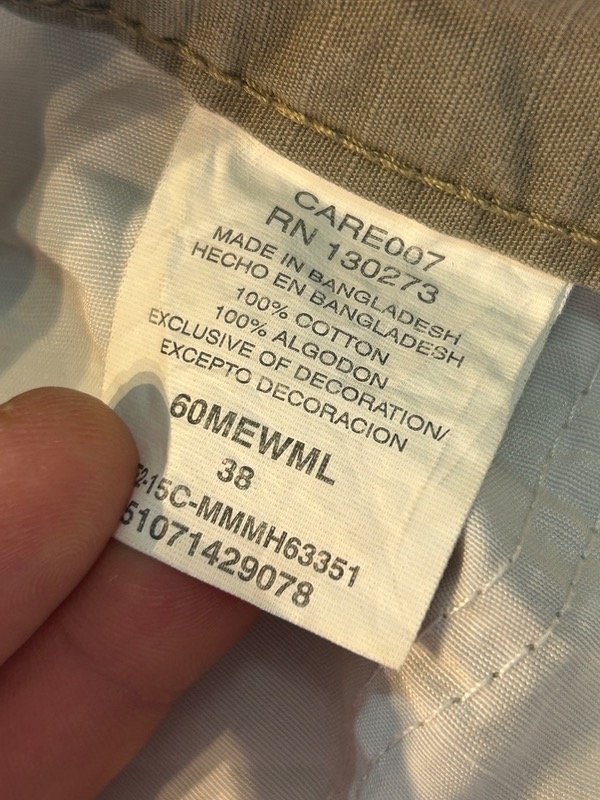 CARE007
RN 130273
MADE IN BANGLADESH
HECHO EN BANGLADESH
100% COTTON
100% ALGODON
EXCLUSIVE OF DECORATION/
EXCEPTO DECORACION
60MEWML
38
2-15C-MMMH63351
51071429078